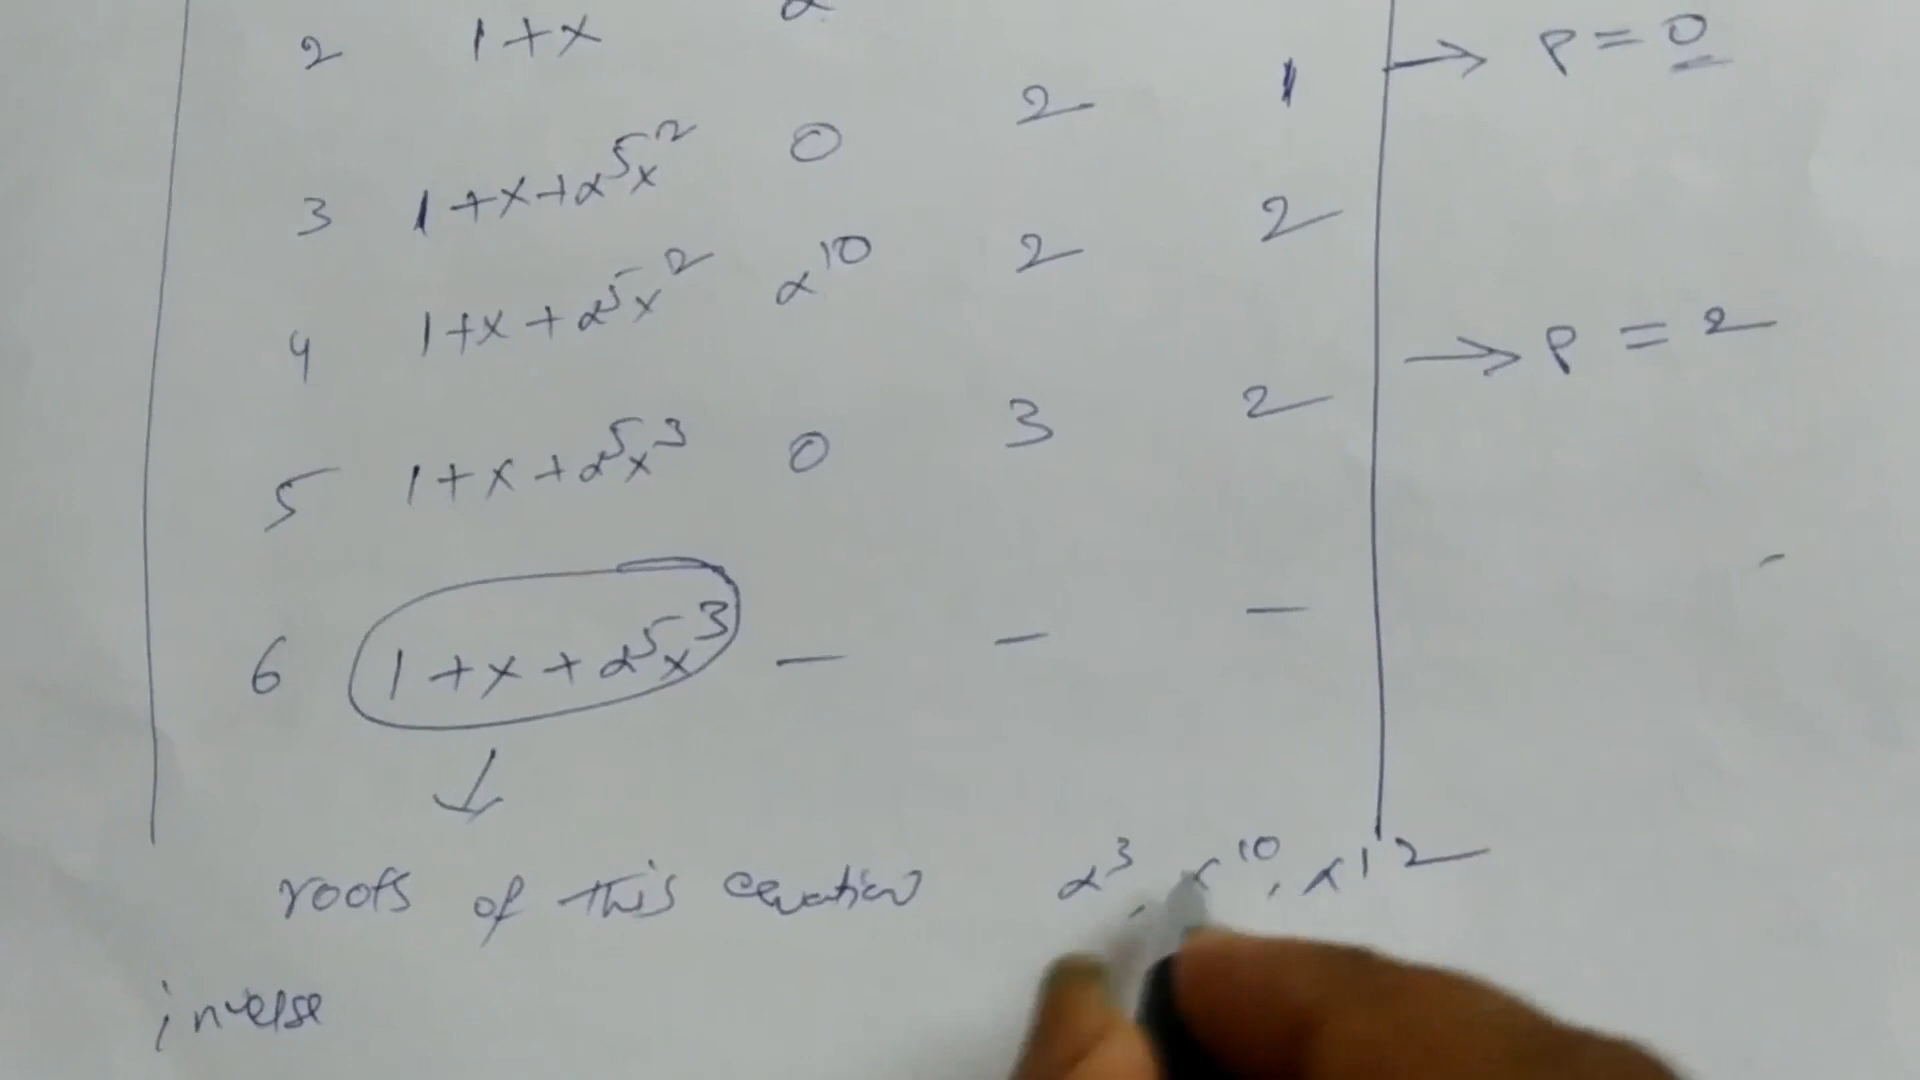 2 1+x α → ρ=0
3 1+x+α⁵x² 0 2 1
4 1+x+α⁵x² α¹⁰ 2 2 → ρ = 2
5 1+x+α⁵x³ 0 3 2
6 1+x+α⁵x³ — — —
roots of this equation α³, α¹⁰, α¹²
inverse